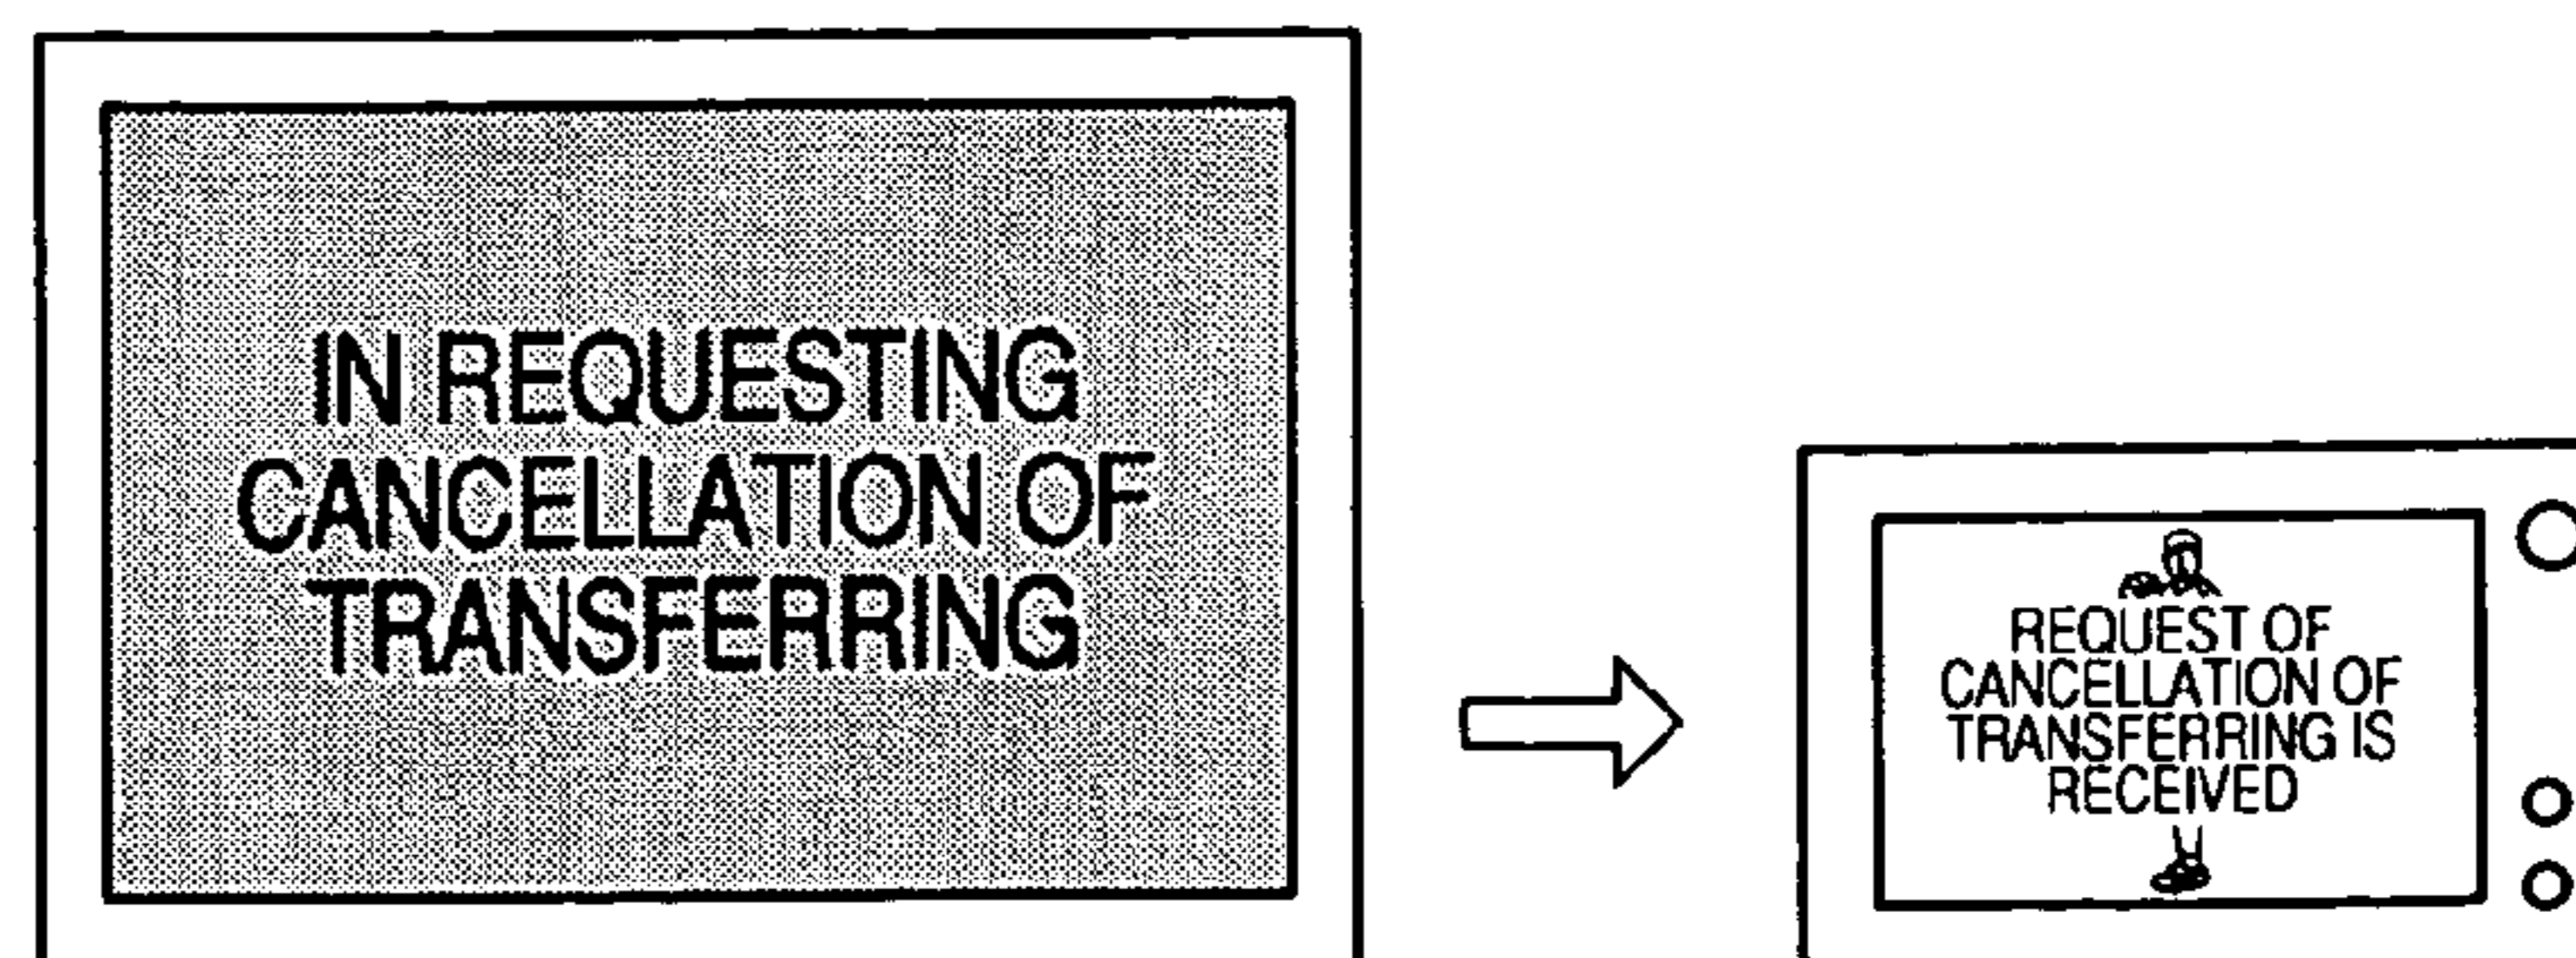 IN REQUESTING
CANCELLATION OF
TRANSFERRING
REQUEST OF
CANCELLATION OF
TRANSFERRING IS
RECEIVED